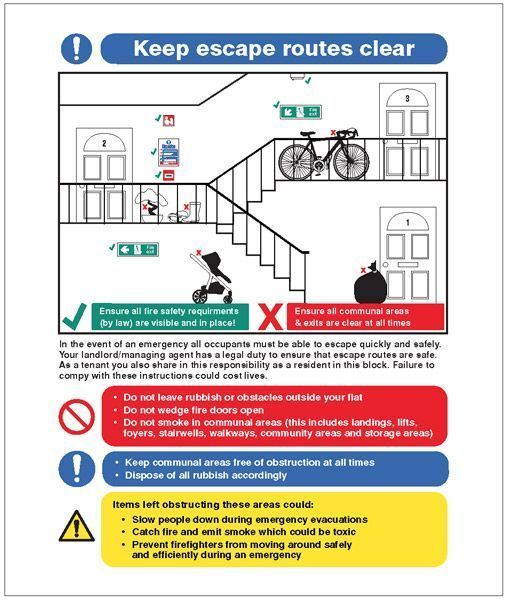 Keep escape routes clear
3
Fire
exit
2
Fire
exit
1
Ensure all fire safety requirments
(by law) are visible and in place!
Ensure all communal areas
& exits are clear at all times
In the event of an emergency all occupants must be able to escape quickly and safely.
Your landlord/managing agent has a legal duty to ensure that escape routes are safe.
As a tenant you also share in this responsibility as a resident in this block. Failure to
comply with these instructions could cost lives.
• Do not leave rubbish or obstacles outside your flat
• Do not wedge fire doors open
• Do not smoke in communal areas (this includes landings, lifts,
foyers, stairwells, walkways, community areas and storage areas)
• Keep communal areas free of obstruction at all times
• Dispose of all rubbish accordingly
Items left obstructing these areas could:
• Slow people down during emergency evacuations
• Catch fire and emit smoke which could be toxic
• Prevent firefighters from moving around safely
and efficiently during an emergency